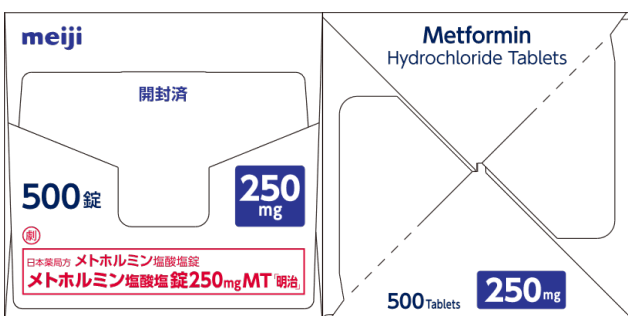 meiji
開封済
500錠
250
mg
劇
日本薬局方 メトホルミン塩酸塩錠
メトホルミン塩酸塩錠250mgMT「明治」
Metformin
Hydrochloride Tablets
500 Tablets
250mg